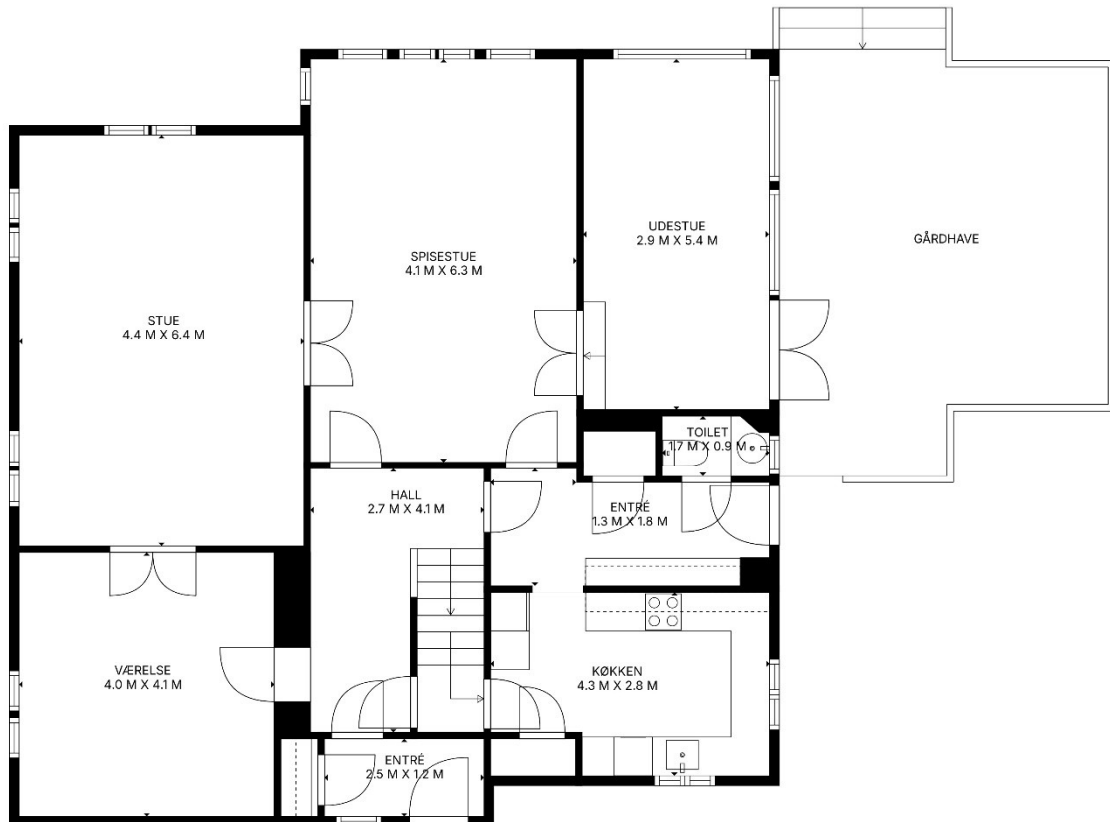 UDESTUE
2.9 M X 5.4 M
GÅRDHAVE
SPISESTUE
4.1 M X 6.3 M
STUE
4.4 M X 6.4 M
TOILET
1.7 M X 0.9 M
HALL
2.7 M X 4.1 M
ENTRÉ
1.3 M X 1.8 M
VÆRELSE
4.0 M X 4.1 M
KØKKEN
4.3 M X 2.8 M
ENTRÉ
2.5 M X 1.2 M